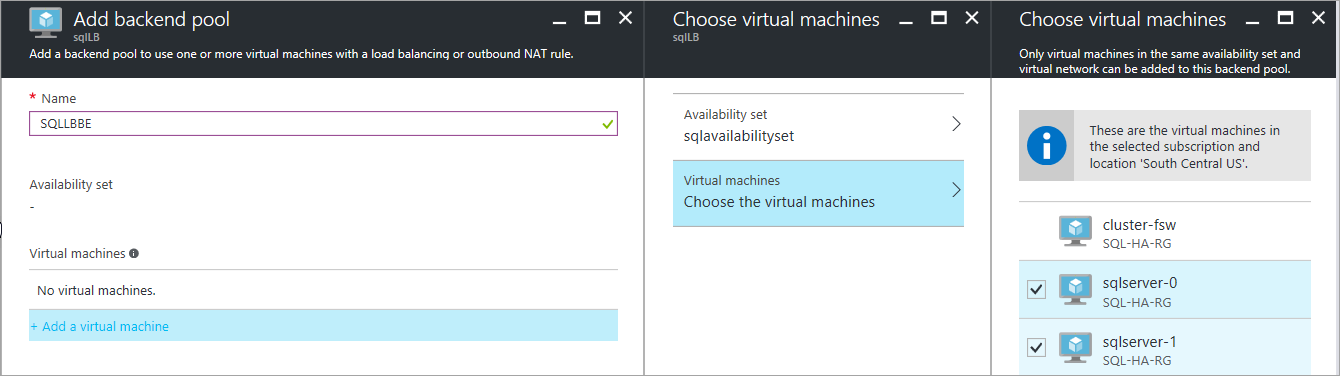 Add backend pool
sqlLB
Add a backend pool to use one or more virtual machines with a load balancing or outbound NAT rule.
* Name
SQLLBBE
Availability set
-
Virtual machines
No virtual machines.
+ Add a virtual machine
Choose virtual machines
sqlLB
Availability set
sqlavailabilityset
Virtual machines
Choose the virtual machines
Choose virtual machines
Only virtual machines in the same availability set and
virtual network can be added to this backend pool.
These are the virtual machines in
the selected subscription and
location 'South Central US'.
cluster-fsw
SQL-HA-RG
sqlserver-0
SQL-HA-RG
sqlserver-1
SQL-HA-RG